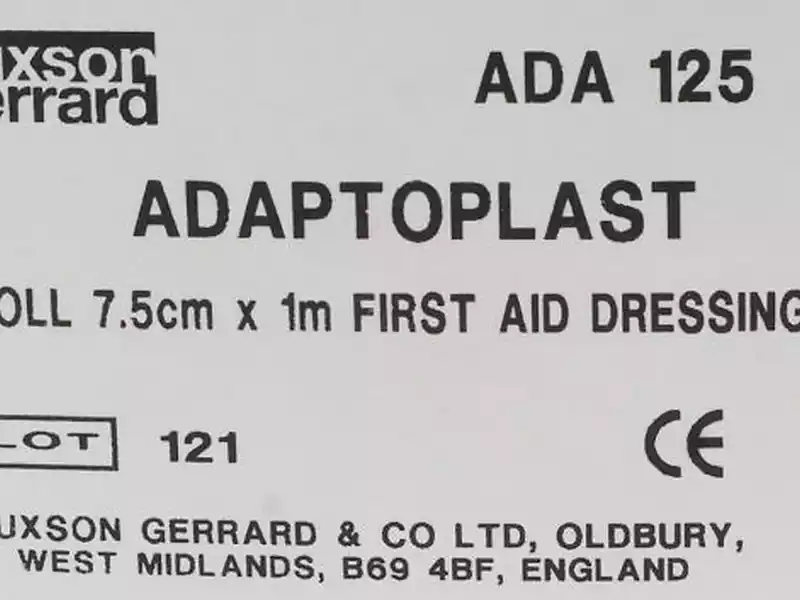 uxson
errard
ADA 125
ADAPTOPLAST
OLL 7.5cm x 1m FIRST AID DRESSING
LOT 121
UXSON GERRARD & CO LTD, OLDBURY,
WEST MIDLANDS, B69 4BF, ENGLAND